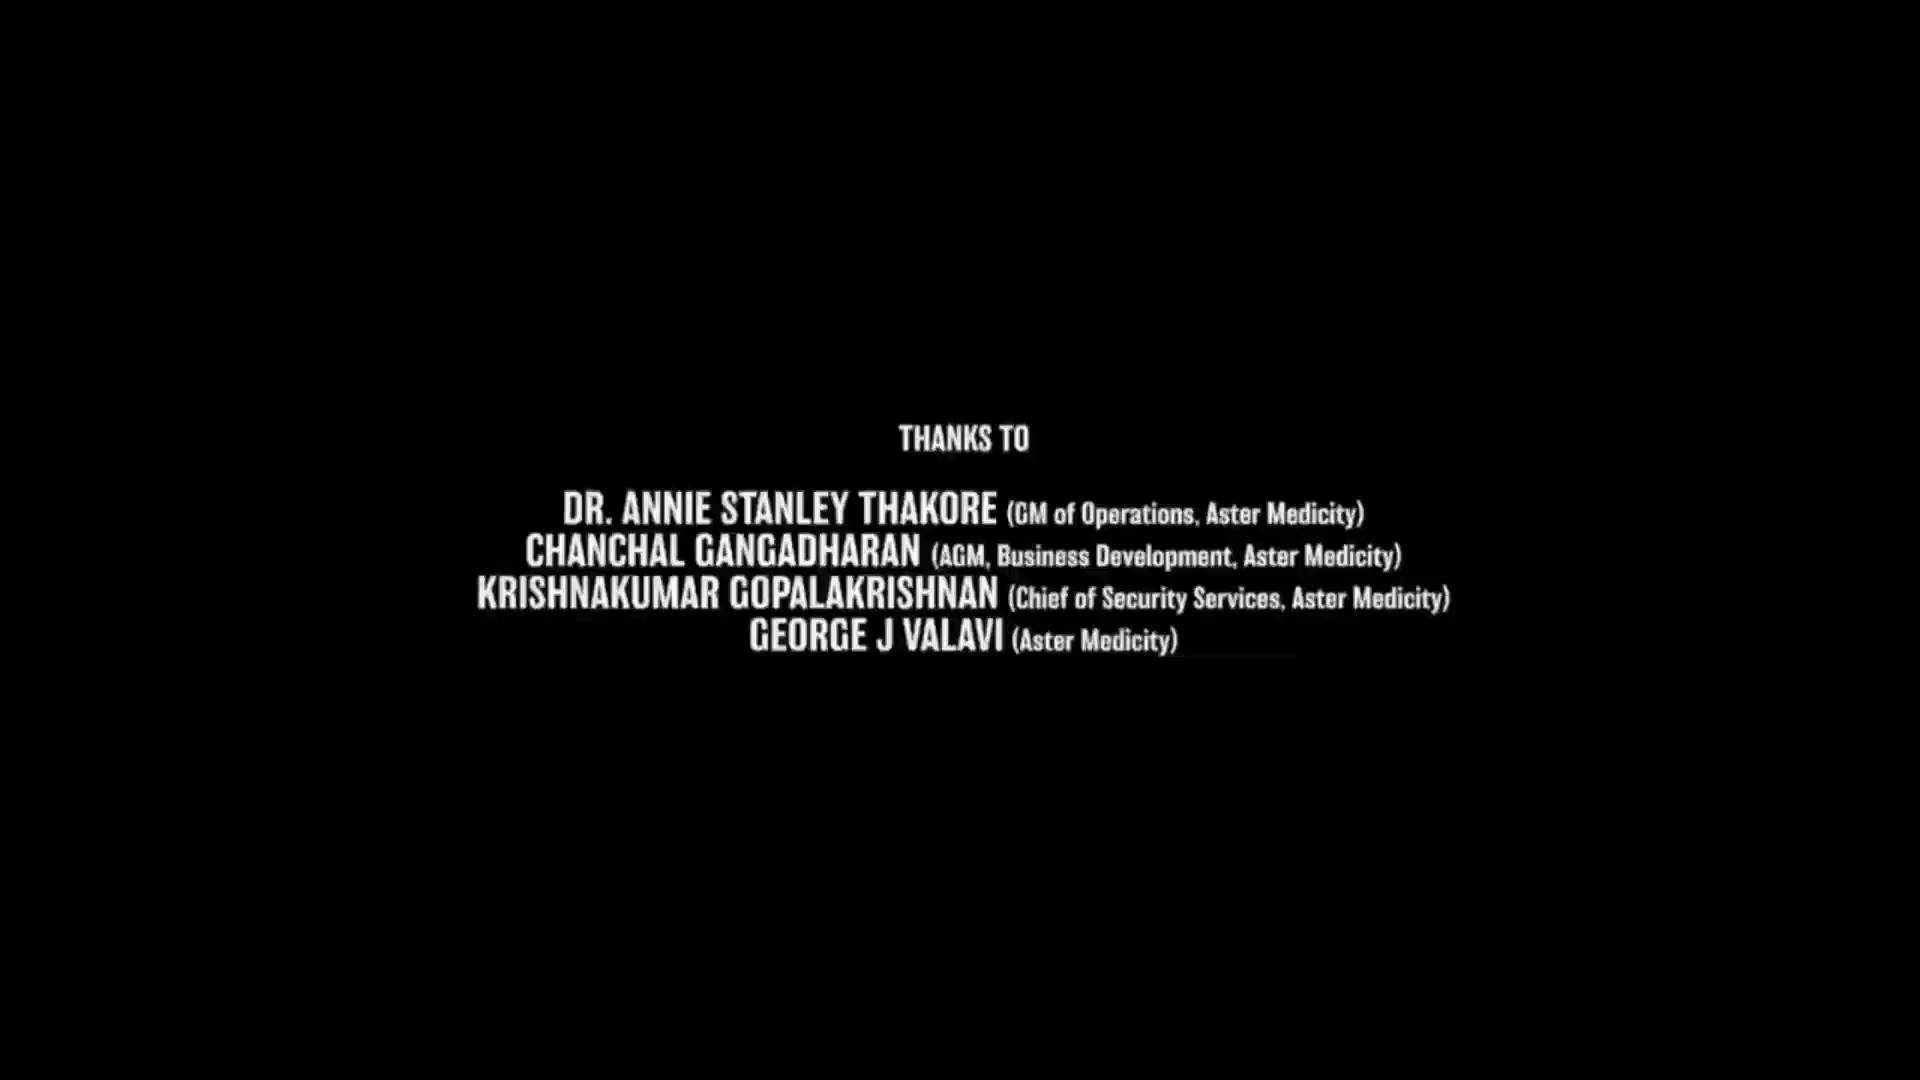 THANKS TO
DR. ANNIE STANLEY THAKORE (GM of Operations, Aster Medicity)
CHANCHAL GANGADHARAN (AGM, Business Development, Aster Medicity)
KRISHNAKUMAR GOPALAKRISHNAN (Chief of Security Services, Aster Medicity)
GEORGE J VALAVI (Aster Medicity)